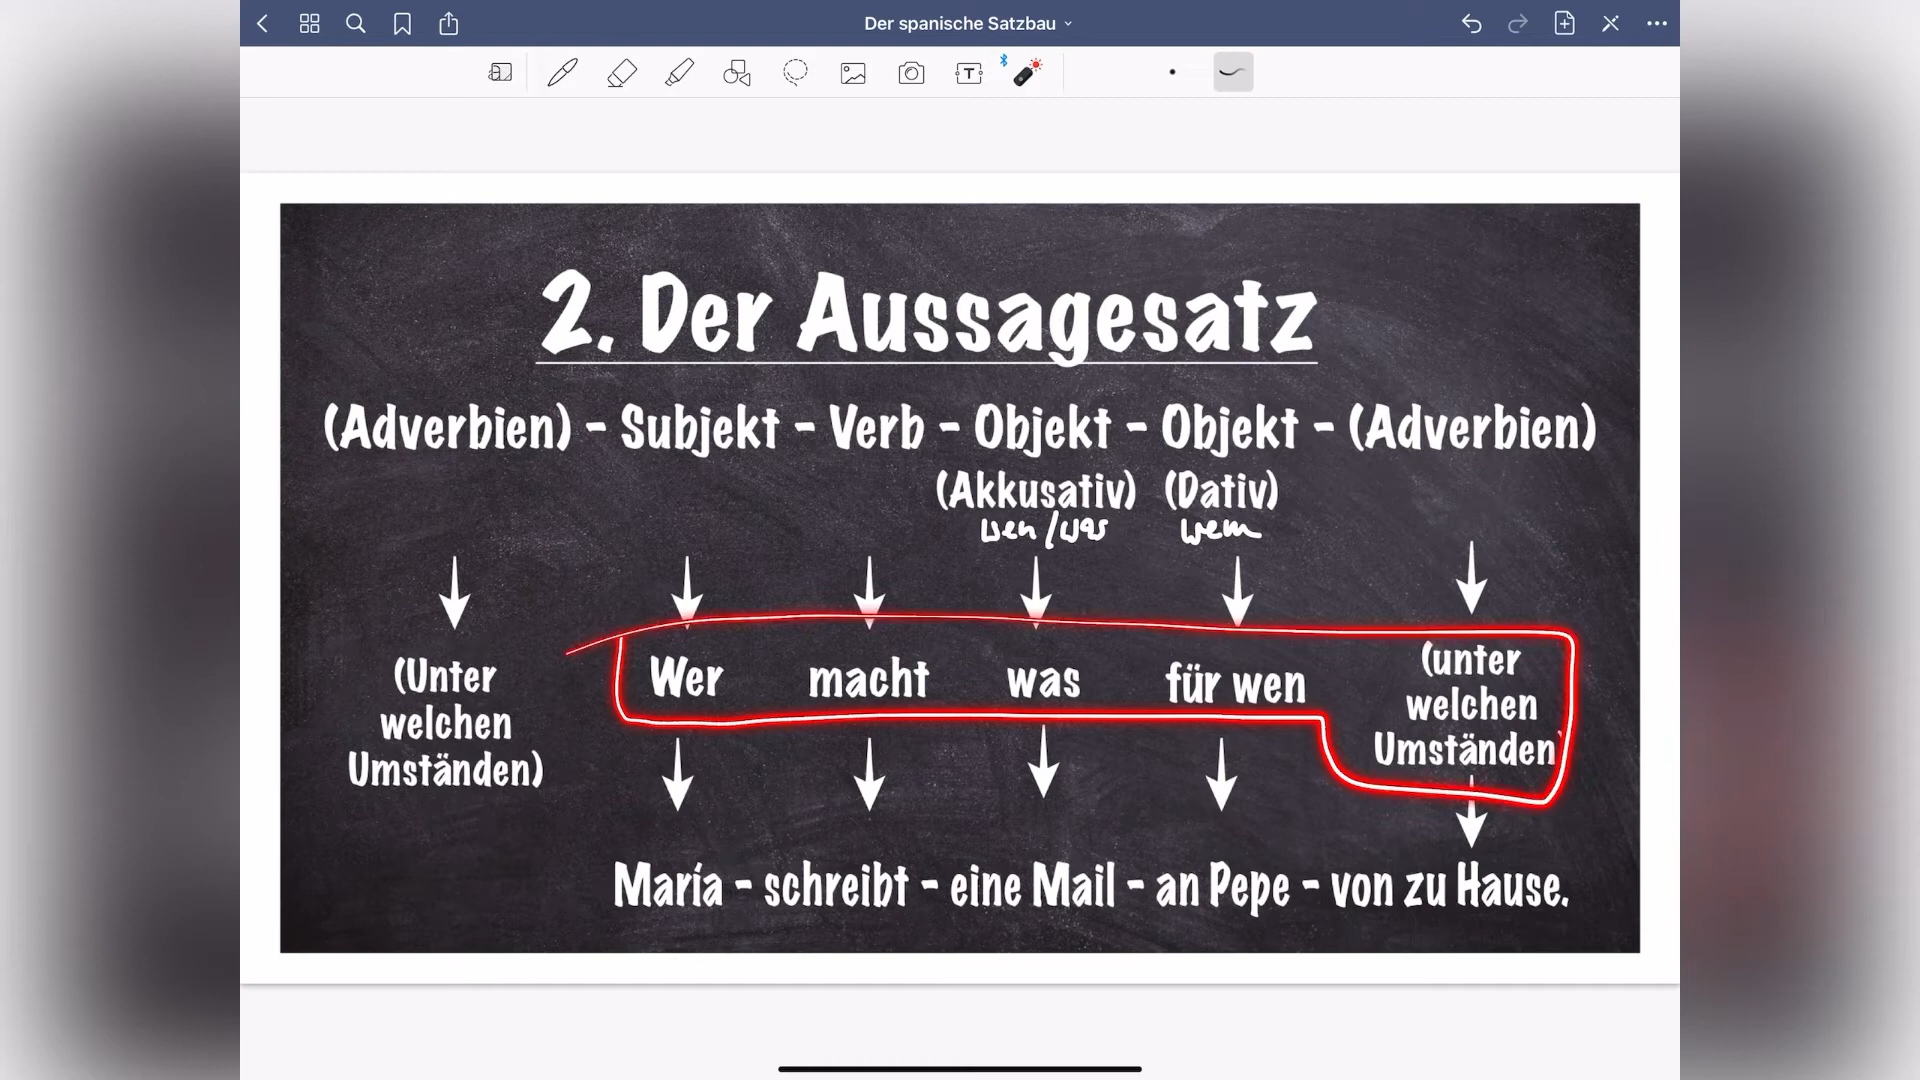 Der spanische Satzbau
T
2. Der Aussagesatz
(Adverbien) - Subjekt - Verb - Objekt - Objekt - (Adverbien)
(Akkusativ) (Dativ)
wen/was wem
(Unter welchen Umständen)
Wer macht was für wen
(unter welchen Umständen)
María - schreibt - eine Mail - an Pepe - von zu Hause.